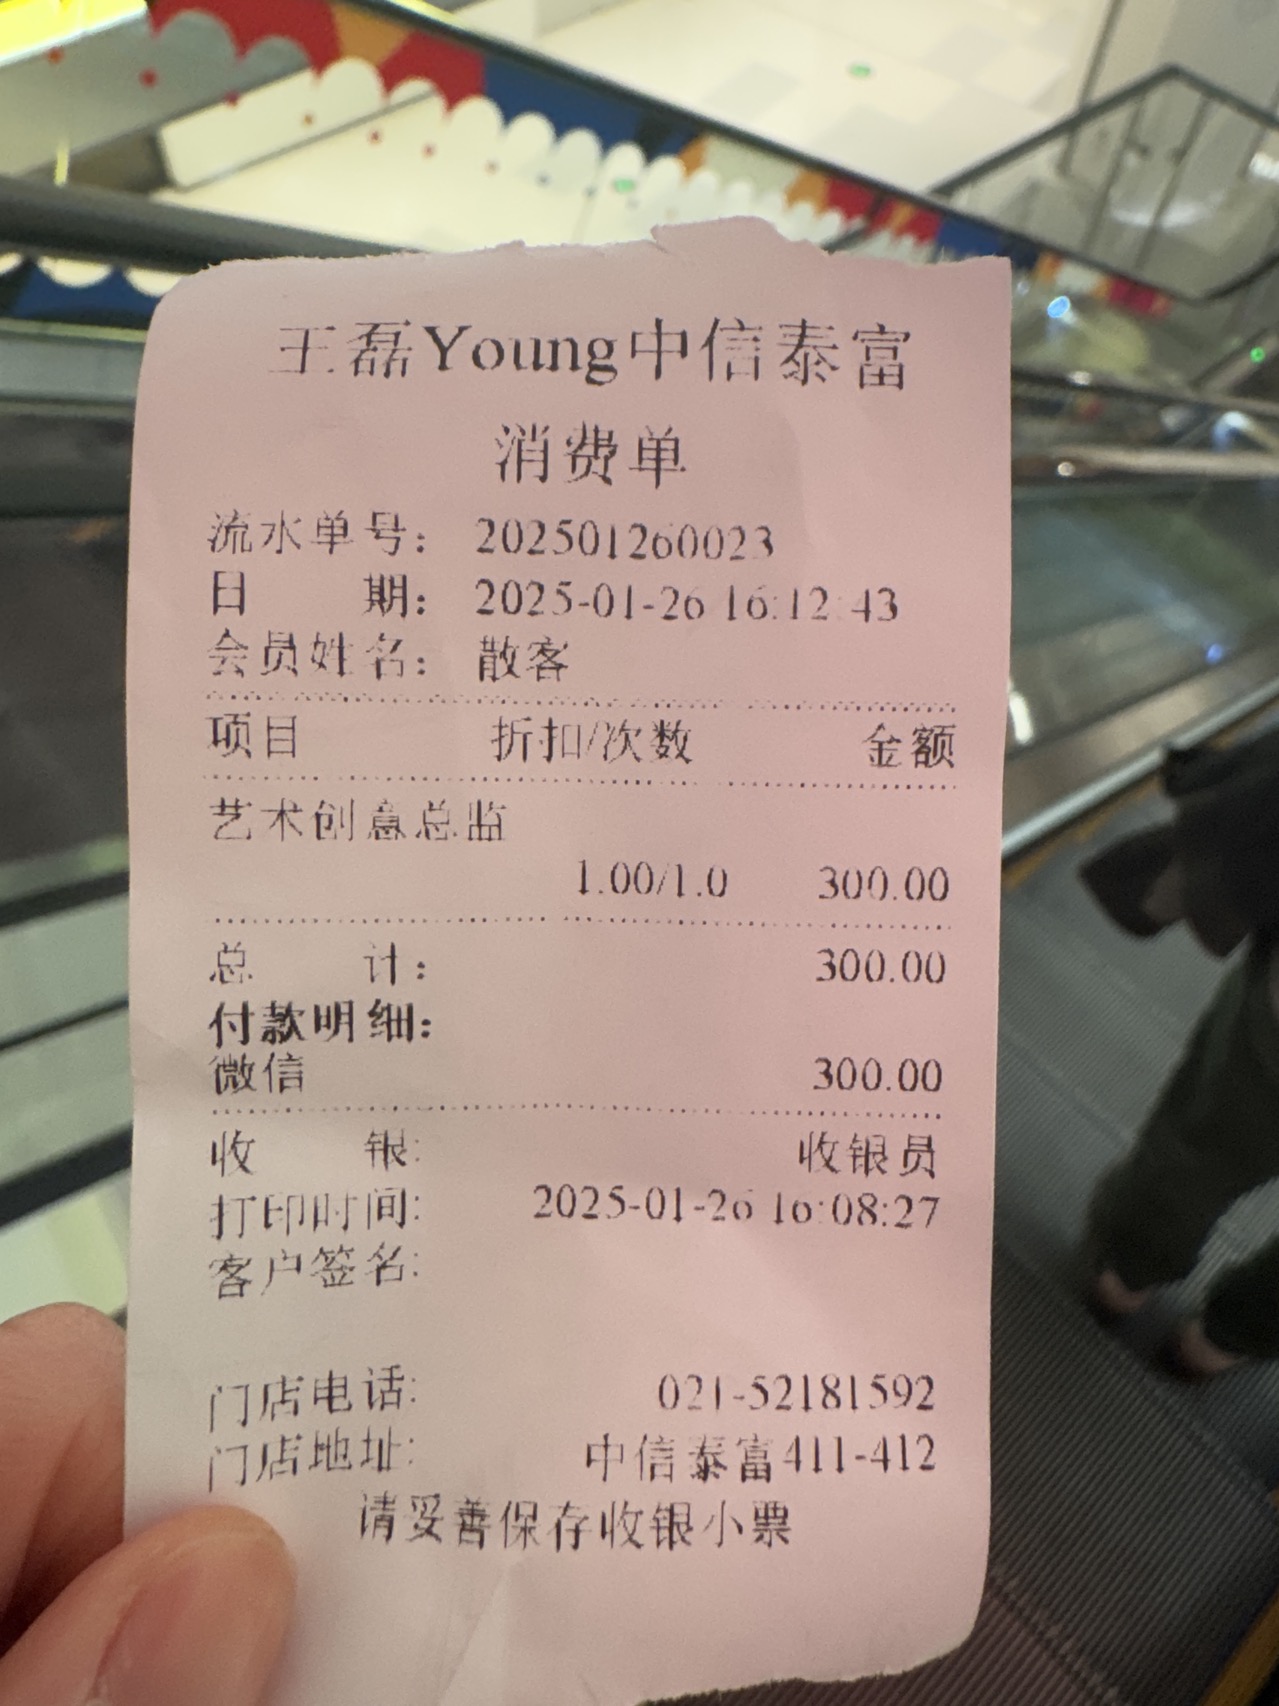 王磊Young中信泰富
消费单
流水单号： 202501260023
日 期： 2025-01-26 16:12:43
会员姓名： 散客
项目 折扣/次数 金额
艺术创意总监
1.00/1.0 300.00
总 计： 300.00
付款明细：
微信 300.00
收 银: 收银员
打印时间: 2025-01-26 16:08:27
客户签名:
门店电话: 021-52181592
门店地址: 中信泰富411-412
请妥善保存收银小票